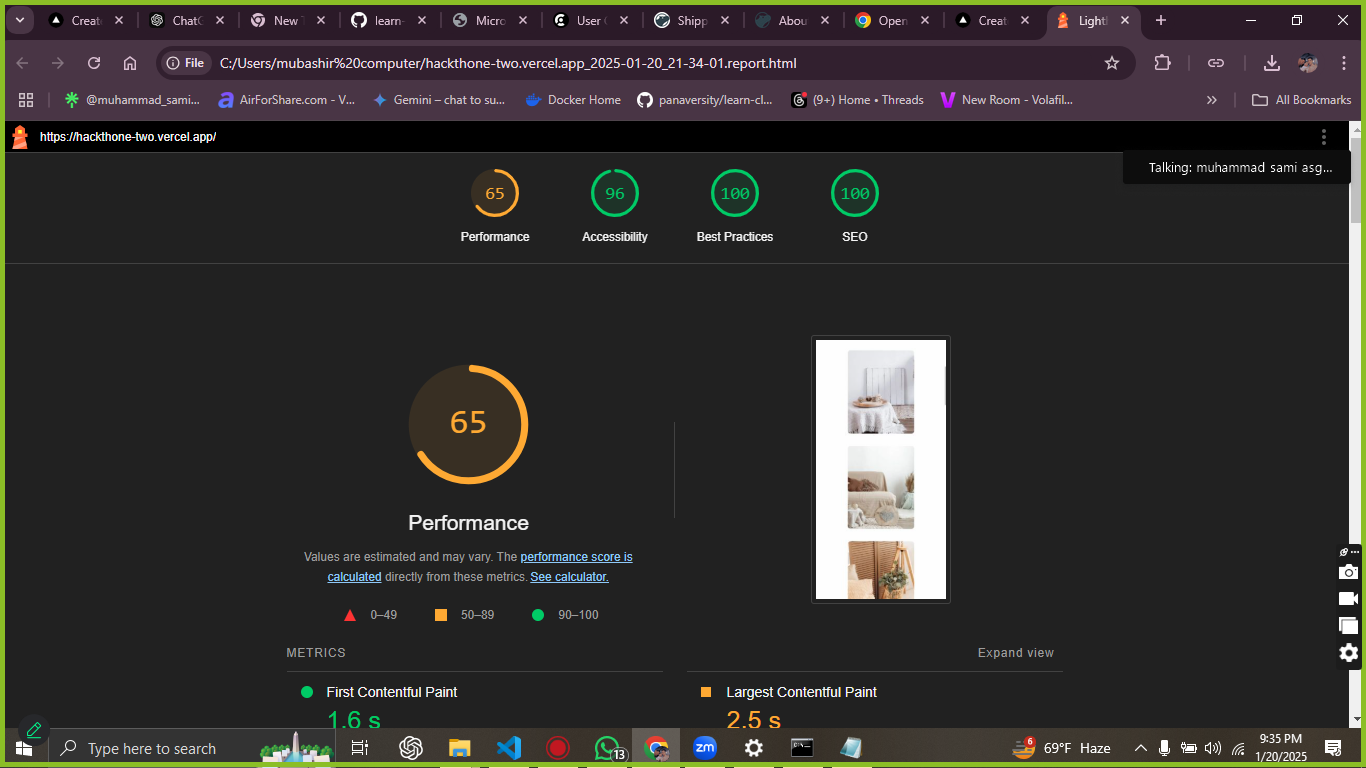 Create
ChatG
New T
learn-
Micro
User C
Shipp
Abou
Open
Create
Light
File
C:/Users/mubashir%20computer/hackthone-two.vercel.app_2025-01-20_21-34-01.report.html
@muhammad_sami...
AirForShare.com - V...
Gemini – chat to su...
Docker Home
panaversity/learn-cl...
(9+) Home • Threads
New Room - Volafil...
»
All Bookmarks
https://hackthone-two.vercel.app/
Talking: muhammad sami asg...
65
96
100
100
Performance
Accessibility
Best Practices
SEO
65
Performance
Values are estimated and may vary. The performance score is
calculated directly from these metrics. See calculator.
0–49
50–89
90–100
METRICS
Expand view
First Contentful Paint
Largest Contentful Paint
1.6 s
2.5 s
Type here to search
13
zm
6
69°F Haze
9:35 PM
1/20/2025